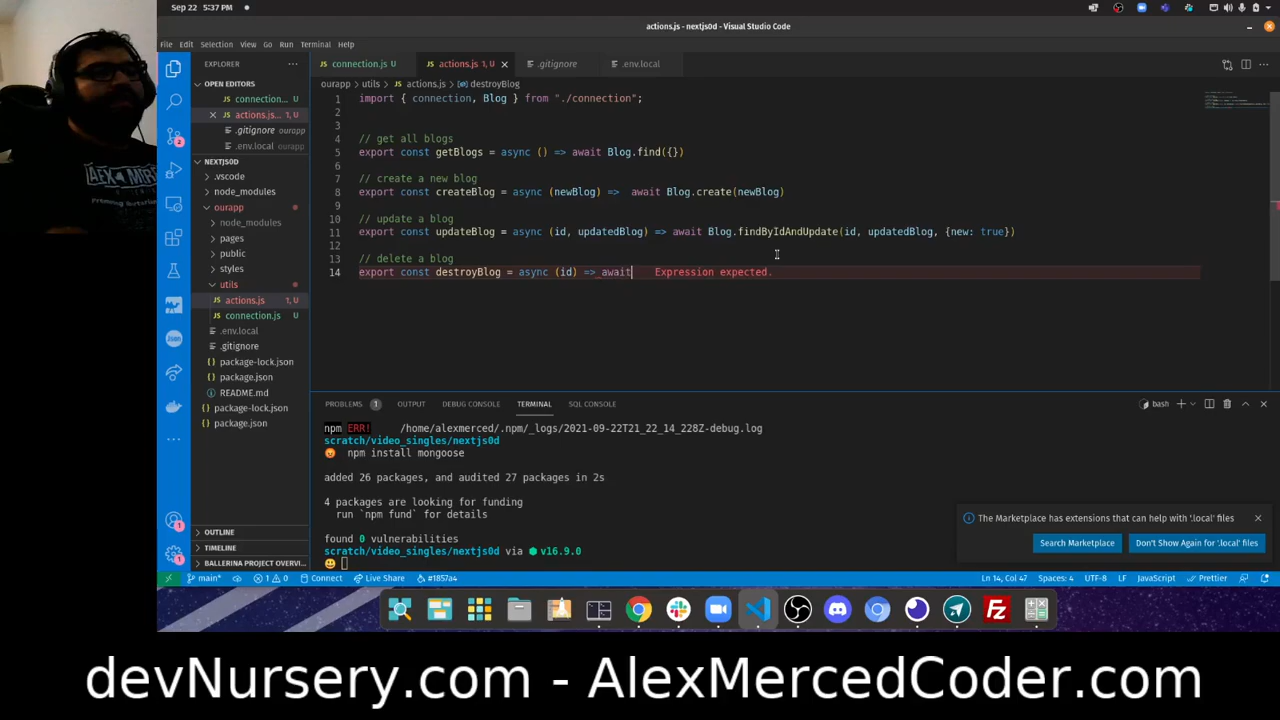 Sep 22 5:37 PM
actions.js - nextjs0d - Visual Studio Code
File Edit Selection View Go Run Terminal Help
EXPLORER
OPEN EDITORS
connection...
U
actions.js... 1, U
.gitignore ourapp
.env.local ourapp
NEXTJS0D
.vscode
node_modules
ourapp
node_modules
pages
public
styles
utils
actions.js 1, U
connection.js U
.env.local
.gitignore
package-lock.json
package.json
README.md
package-lock.json
package.json
OUTLINE
TIMELINE
BALLERINA PROJECT OVERVI...
connection.js U
actions.js 1, U
.gitignore
.env.local
ourapp > utils > actions.js > destroyBlog
1 import { connection, Blog } from "./connection";
2
3
4 // get all blogs
5 export const getBlogs = async () => await Blog.find({})
6
7 // create a new blog
8 export const createBlog = async (newBlog) => await Blog.create(newBlog)
9
10 // update a blog
11 export const updateBlog = async (id, updatedBlog) => await Blog.findByIdAndUpdate(id, updatedBlog, {new: true})
12
13 // delete a blog
14 export const destroyBlog = async (id) => await Expression expected.
PROBLEMS 1 OUTPUT DEBUG CONSOLE TERMINAL SQL CONSOLE
bash
npm ERR! /home/alexmerced/.npm/_logs/2021-09-22T21_22_14_228Z-debug.log
scratch/video_singles/nextjs0d
npm install mongoose
added 26 packages, and audited 27 packages in 2s
4 packages are looking for funding
run `npm fund` for details
found 0 vulnerabilities
scratch/video_singles/nextjs0d via v16.9.0
The Marketplace has extensions that can help with '.local' files
Search Marketplace
Don't Show Again for '.local' files
main* 1 0 Connect Live Share #1857a4 Ln 14, Col 47 Spaces: 4 UTF-8 LF JavaScript Prettier
devNursery.com - AlexMercedCoder.com